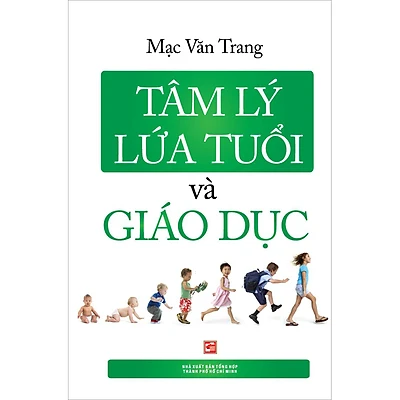 Mạc Văn Trang
TÂM LÝ
LỨA TUỔI
và
GIÁO DỤC
NHÀ XUẤT BẢN TỔNG HỢP
THÀNH PHỐ HỒ CHÍ MINH